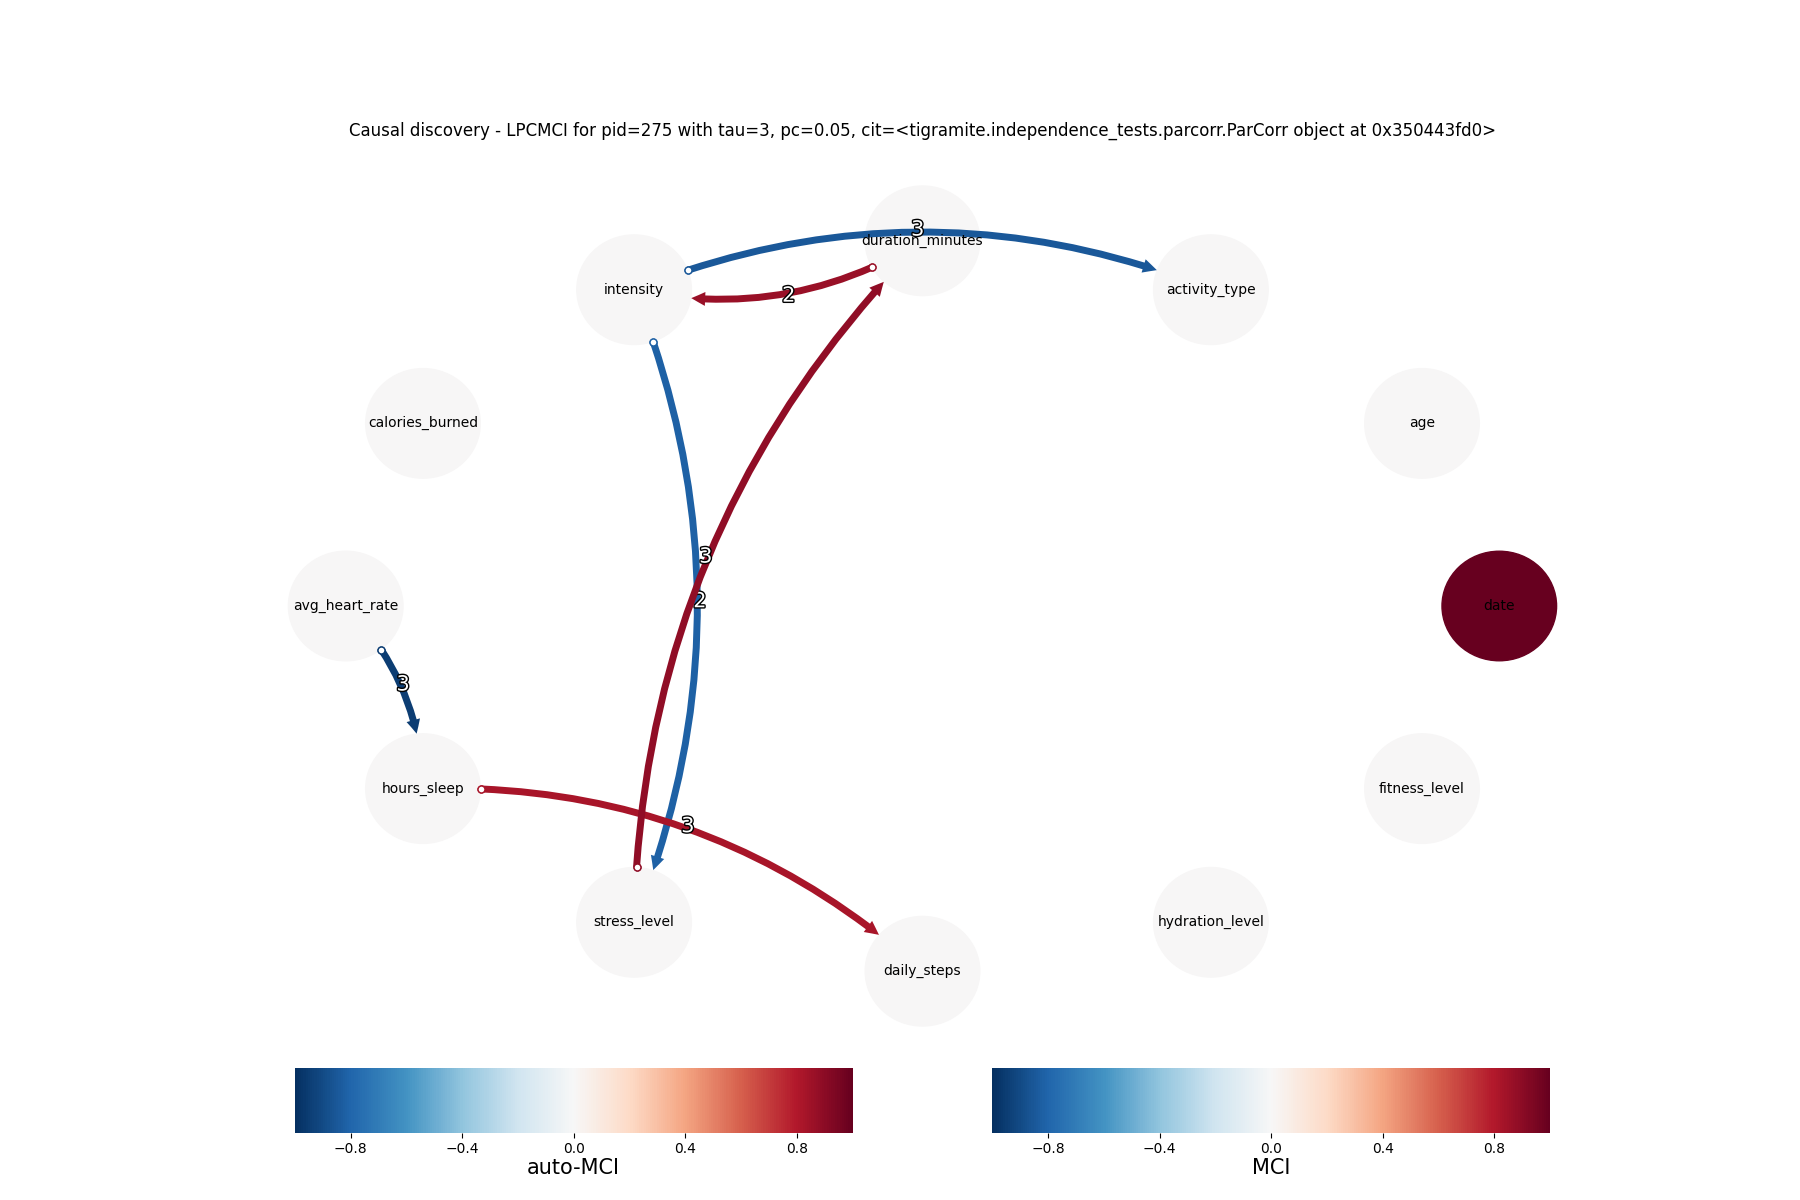 Causal discovery - LPCMCI for pid=275 with tau=3, pc=0.05, cit=<tigramite.independence_tests.parcorr.ParCorr object at 0x350443fd0>
3
duration_minutes
intensity
2
activity_type
calories_burned
age
3
2
avg_heart_rate
date
3
hours_sleep
fitness_level
3
stress_level
hydration_level
daily_steps
−0.8 −0.4 0.0 0.4 0.8
auto-MCI
−0.8 −0.4 0.0 0.4 0.8
MCI